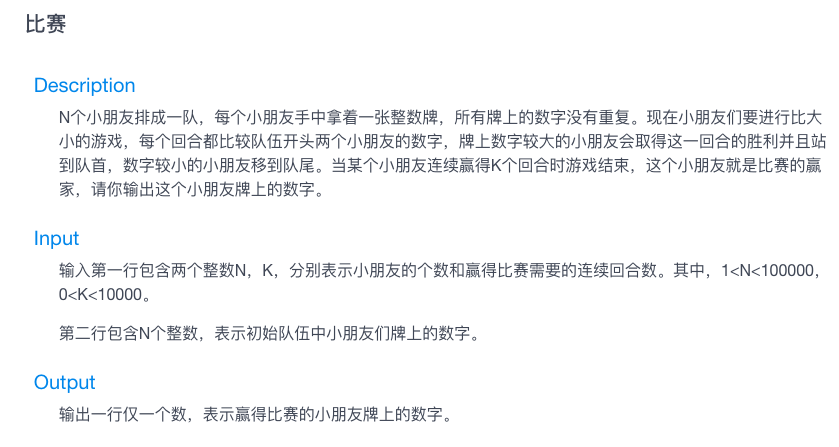 比赛
Description
N个小朋友排成一队，每个小朋友手中拿着一张整数牌，所有牌上的数字没有重复。现在小朋友们要进行比大
小的游戏，每个回合都比较队伍开头两个小朋友的数字，牌上数字较大的小朋友会取得这一回合的胜利并且站
到队首，数字较小的小朋友移到队尾。当某个小朋友连续赢得K个回合时游戏结束，这个小朋友就是比赛的赢
家，请你输出这个小朋友牌上的数字。
Input
输入第一行包含两个整数N，K，分别表示小朋友的个数和赢得比赛需要的连续回合数。其中，1<N<100000，
0<K<10000。
第二行包含N个整数，表示初始队伍中小朋友们牌上的数字。
Output
输出一行仅一个数，表示赢得比赛的小朋友牌上的数字。